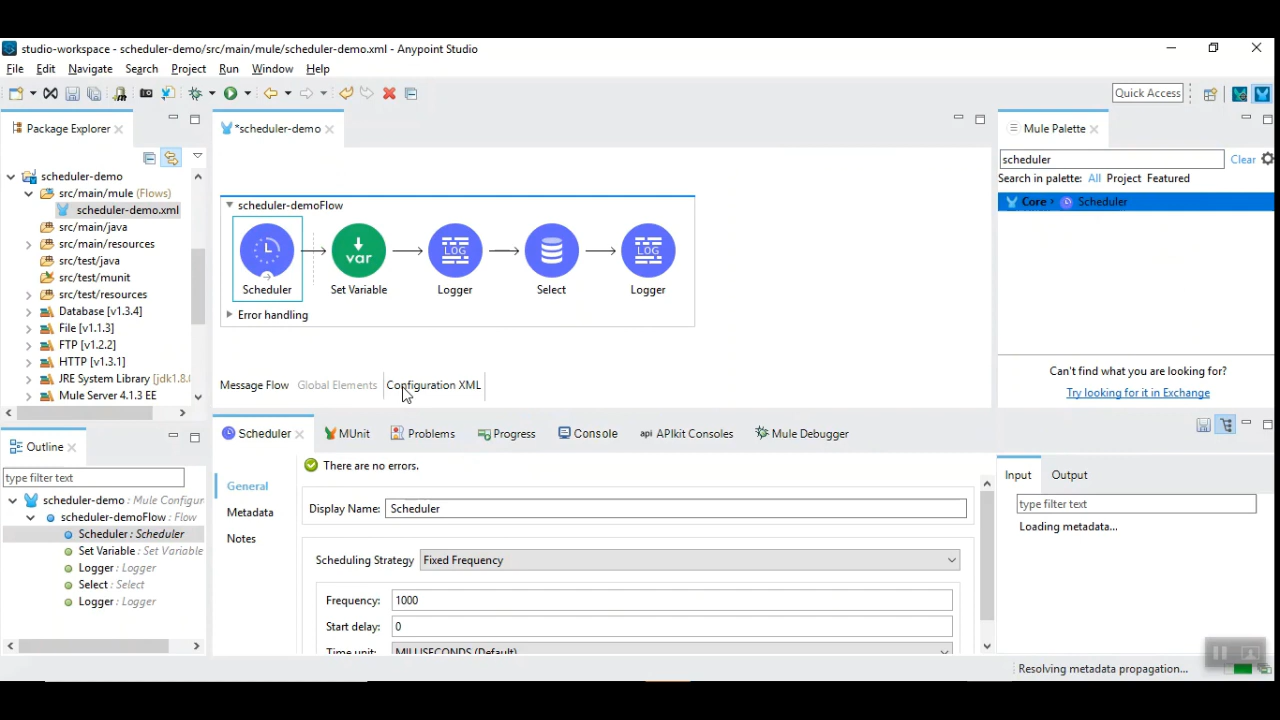 studio-workspace - scheduler-demo/src/main/mule/scheduler-demo.xml - Anypoint Studio
File Edit Navigate Search Project Run Window Help
Quick Access
Package Explorer
scheduler-demo
src/main/mule (Flows)
scheduler-demo.xml
src/main/java
src/main/resources
src/test/java
src/test/munit
src/test/resources
Database [v1.3.4]
File [v1.1.3]
FTP [v1.2.2]
HTTP [v1.3.1]
JRE System Library [jdk1.8.0
Mule Server 4.1.3 EE
Outline
type filter text
scheduler-demo : Mule Configur
scheduler-demoFlow : Flow
Scheduler : Scheduler
Set Variable : Set Variable
Logger : Logger
Select : Select
Logger : Logger
*scheduler-demo
scheduler-demoFlow
var
LOG
LOG
Scheduler
Set Variable
Logger
Select
Logger
Error handling
Message Flow Global Elements Configuration XML
Scheduler MUnit Problems Progress Console api APIkit Consoles Mule Debugger
There are no errors.
General
Metadata
Notes
Display Name: Scheduler
Scheduling Strategy Fixed Frequency
Frequency: 1000
Start delay: 0
Time unit: MILLISECONDS (Default)
Mule Palette
scheduler Clear
Search in palette: All Project Featured
Core › Scheduler
Can't find what you are looking for?
Try looking for it in Exchange
Input Output
type filter text
Loading metadata...
Resolving metadata propagation...